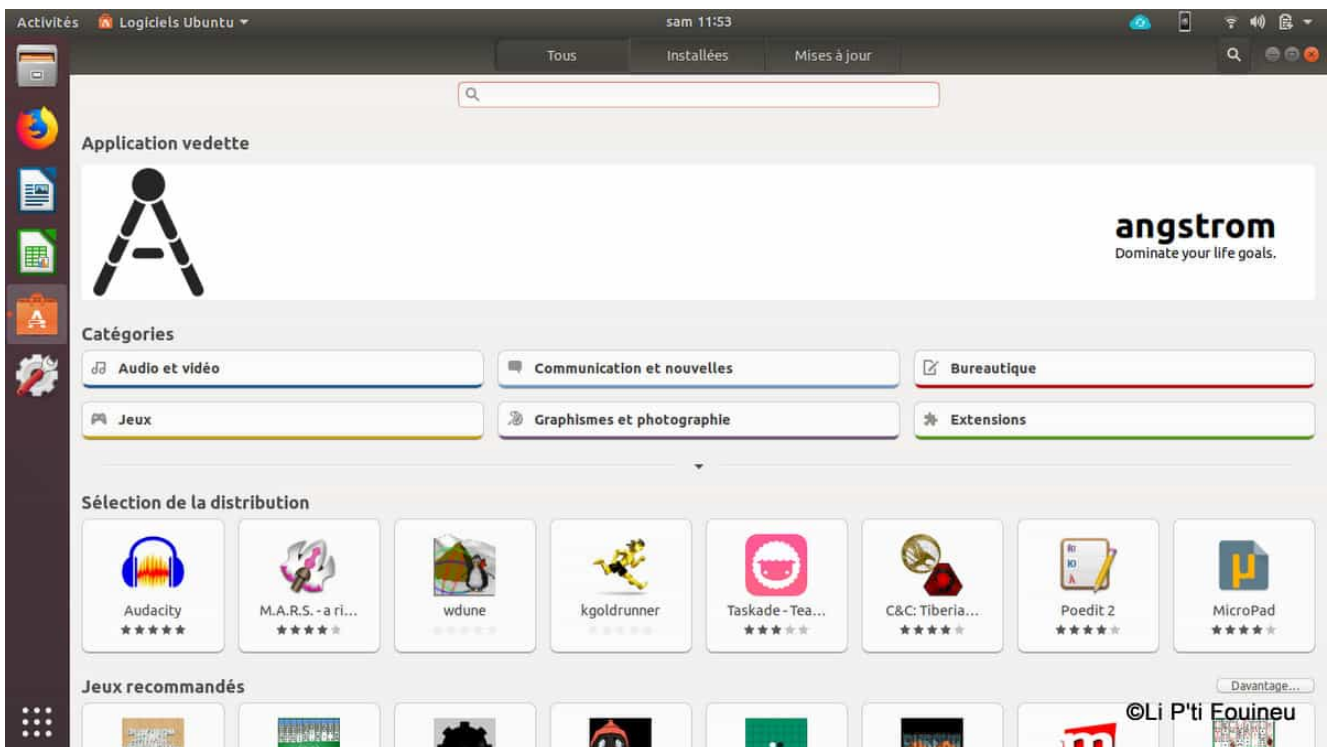 Activités Logiciels Ubuntu sam 11:53
Tous Installées Mises à jour
Application vedette
angstrom
Dominate your life goals.
Catégories
Audio et vidéo Communication et nouvelles Bureautique
Jeux Graphismes et photographie Extensions
Sélection de la distribution
Audacity M.A.R.S. - a ri... wdune kgoldrunner Taskade - Tea... C&C: Tiberia... Poedit 2 MicroPad
Jeux recommandés Davantage...
©Li P'ti Fouineu